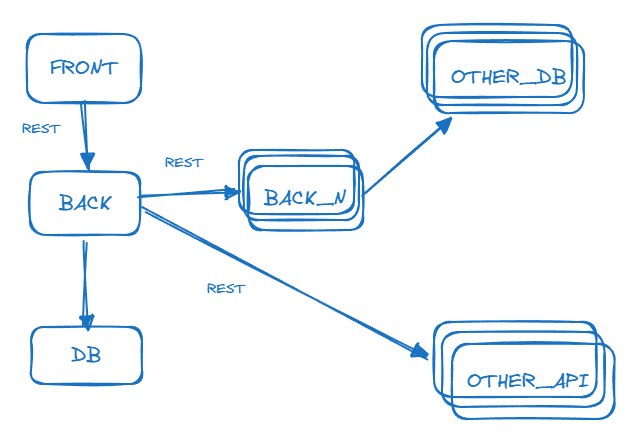 FRONT
OTHER_DB
REST
REST
BACK
BACK_N
REST
DB
OTHER_API